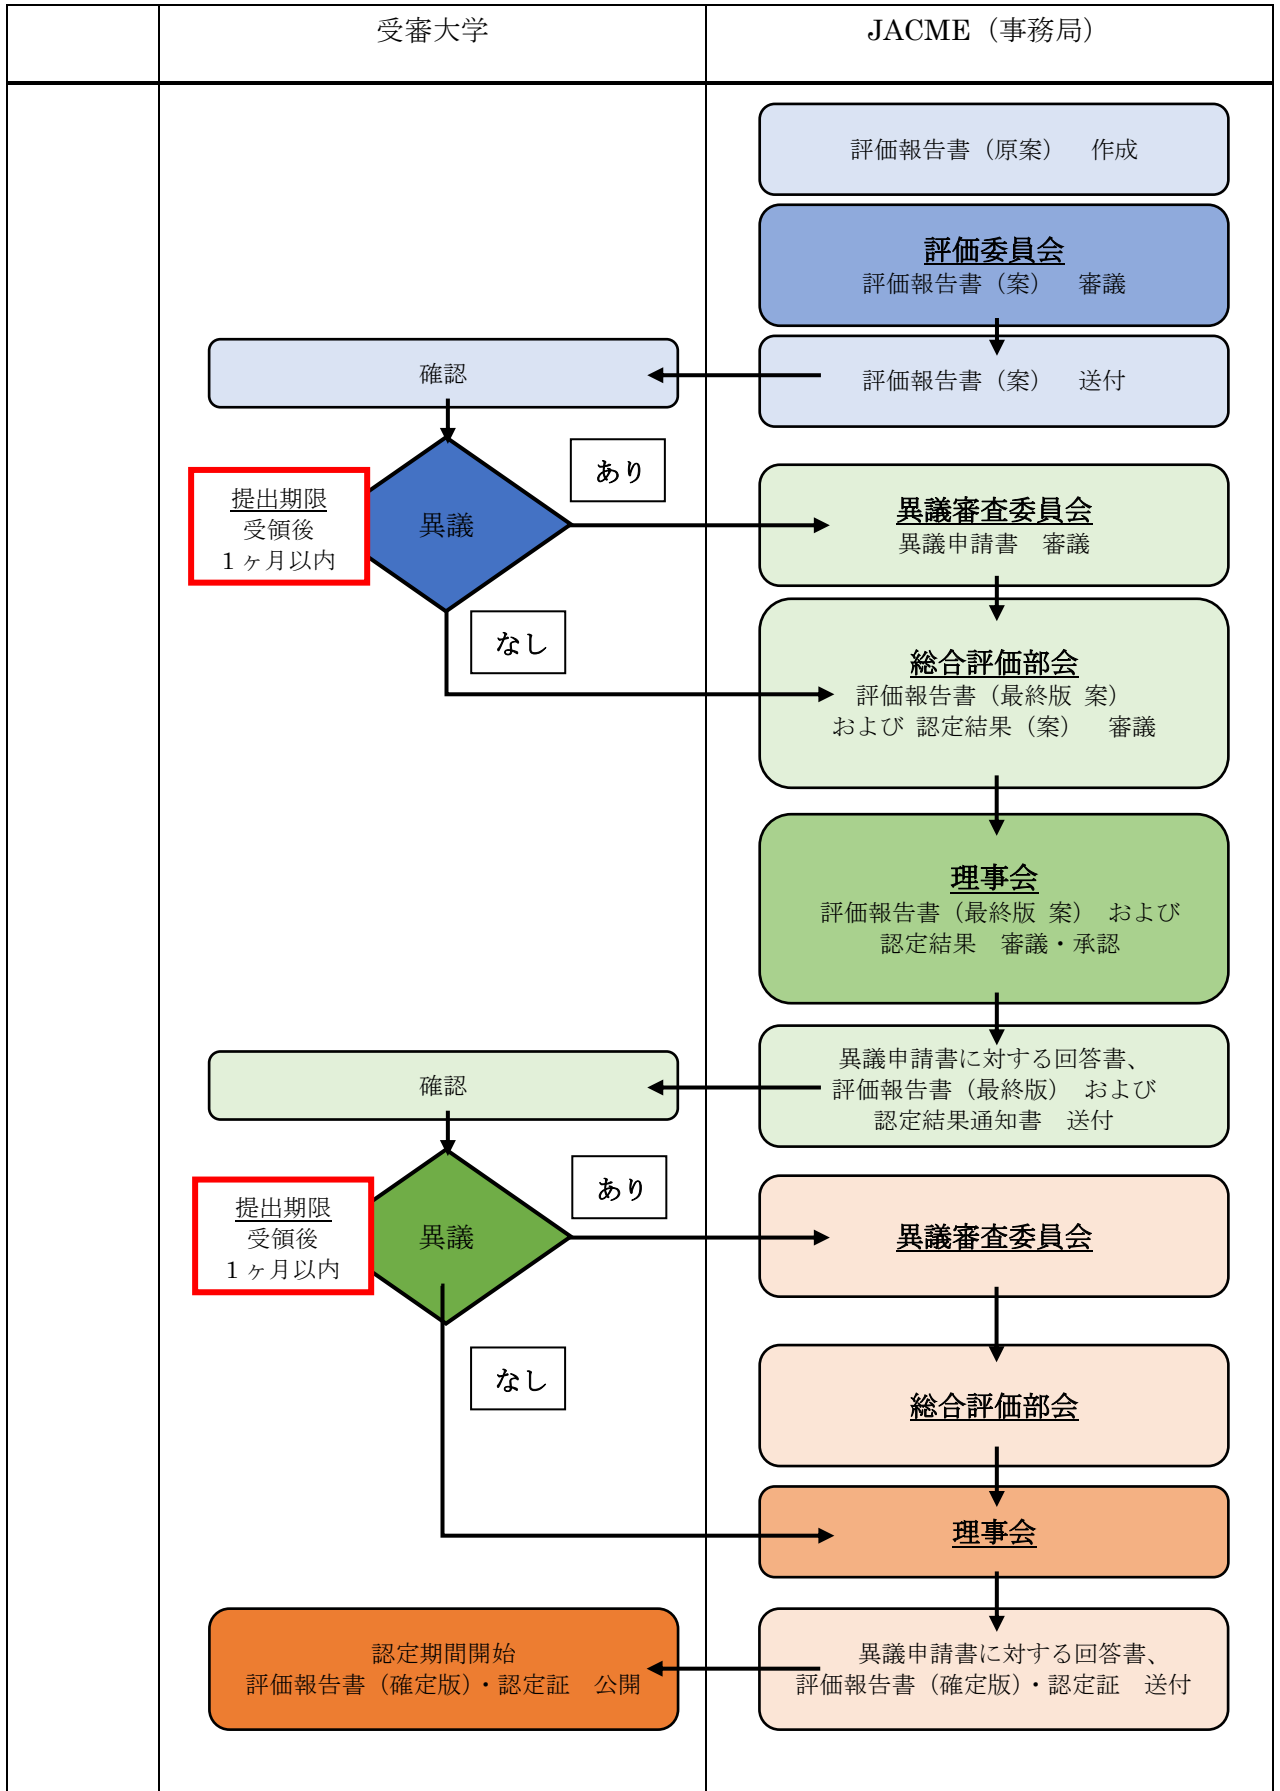 受審大学
JACME（事務局）
評価報告書（原案）　作成
評価委員会
評価報告書（案）　審議
確認
評価報告書（案）　送付
あり
提出期限
受領後
1ヶ月以内
異議
異議審査委員会
異議申請書　審議
なし
総合評価部会
評価報告書（最終版 案）
および 認定結果（案）　審議
理事会
評価報告書（最終版 案） および
認定結果　審議・承認
確認
異議申請書に対する回答書、
評価報告書（最終版） および
認定結果通知書　送付
あり
提出期限
受領後
1ヶ月以内
異議
異議審査委員会
なし
総合評価部会
理事会
認定期間開始
評価報告書（確定版）・認定証　公開
異議申請書に対する回答書、
評価報告書（確定版）・認定証　送付